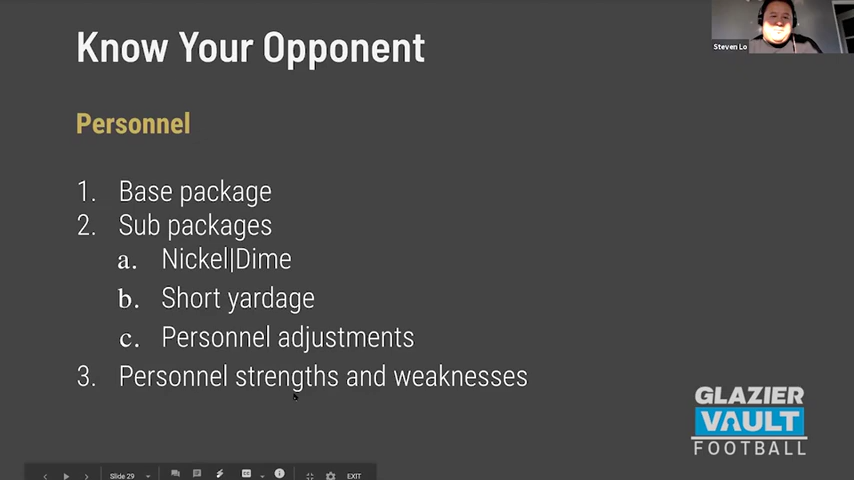 Know Your Opponent
Steven Lo
Personnel
1. Base package
2. Sub packages
a. Nickel|Dime
b. Short yardage
c. Personnel adjustments
3. Personnel strengths and weaknesses
GLAZIER
VAULT
FOOTBALL
Slide 29
EXIT